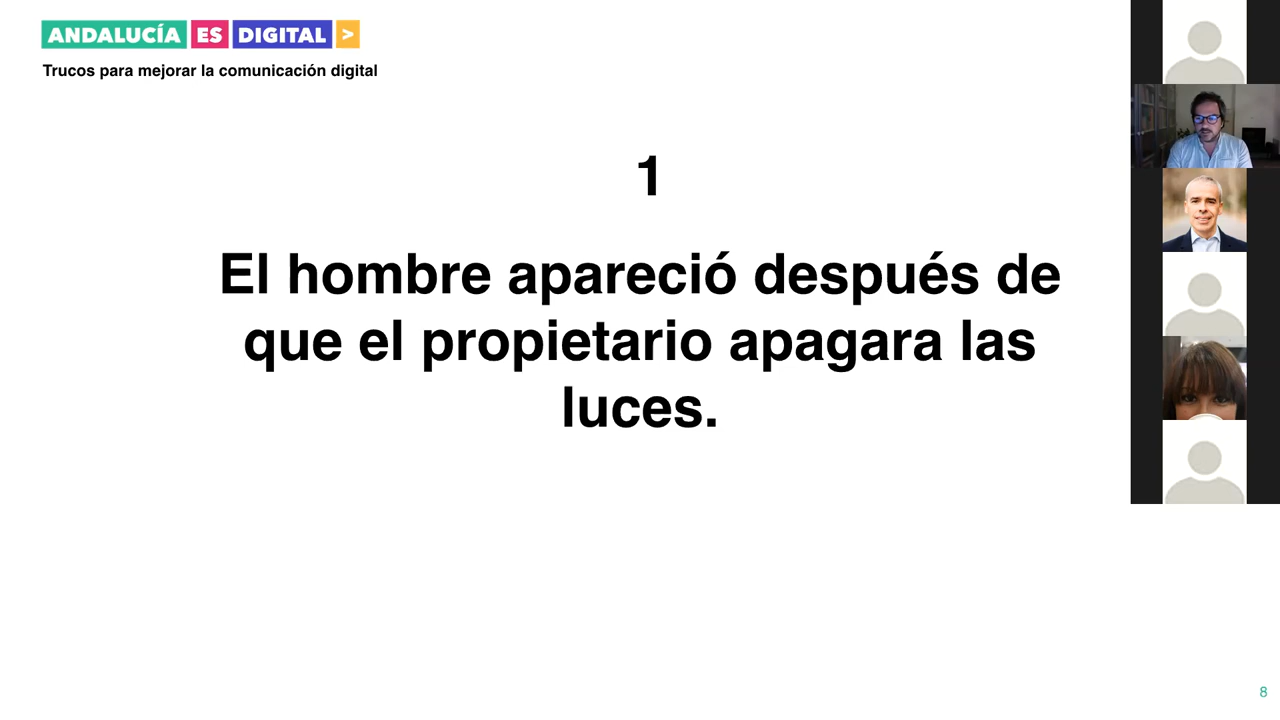 ANDALUCÍA ES DIGITAL >
Trucos para mejorar la comunicación digital
1
El hombre apareció después de
que el propietario apagara las
luces.
8